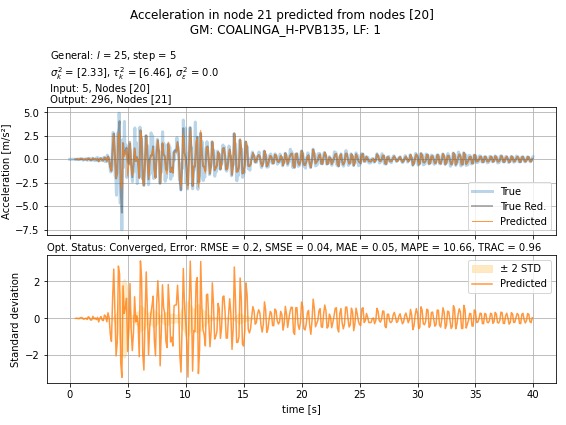 Acceleration in node 21 predicted from nodes [20]
GM: COALINGA_H-PVB135, LF: 1
General: l = 25, step = 5
σ²ₖ = [2.33], τ²ₖ = [6.46], σ²ε = 0.0
Input: 5, Nodes [20]
Output: 296, Nodes [21]
5.0
2.5
0.0
−2.5
−5.0
−7.5
Acceleration [m/s²]
True
True Red.
Predicted
Opt. Status: Converged, Error: RMSE = 0.2, SMSE = 0.04, MAE = 0.05, MAPE = 10.66, TRAC = 0.96
2
0
−2
Standard deviation
± 2 STD
Predicted
0 5 10 15 20 25 30 35 40
time [s]